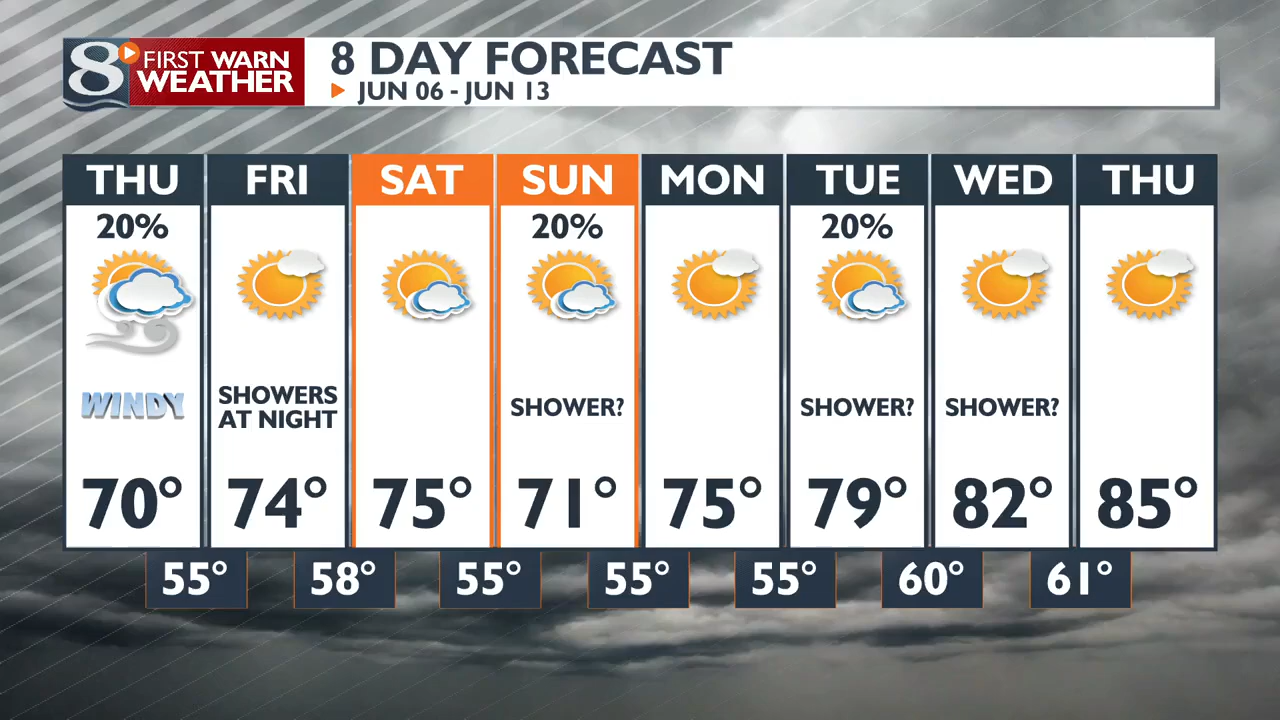 8 FIRST WARN
WEATHER
8 DAY FORECAST
JUN 06 - JUN 13
THU FRI SAT SUN MON TUE WED THU
20% 20% 20%
WINDY
SHOWERS
AT NIGHT
SHOWER? SHOWER? SHOWER?
70° 74° 75° 71° 75° 79° 82° 85°
55° 58° 55° 55° 55° 60° 61°